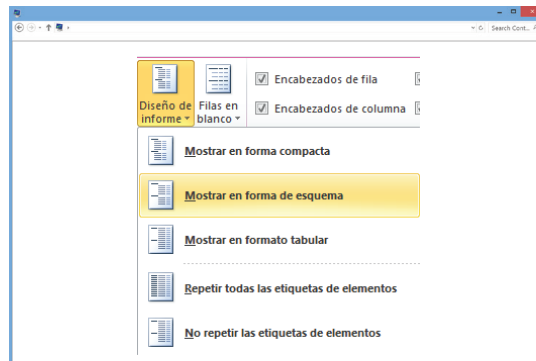 Search Cont...
Diseño de informe
Filas en blanco
Encabezados de fila
Encabezados de columna
Mostrar en forma compacta
Mostrar en forma de esquema
Mostrar en formato tabular
Repetir todas las etiquetas de elementos
No repetir las etiquetas de elementos